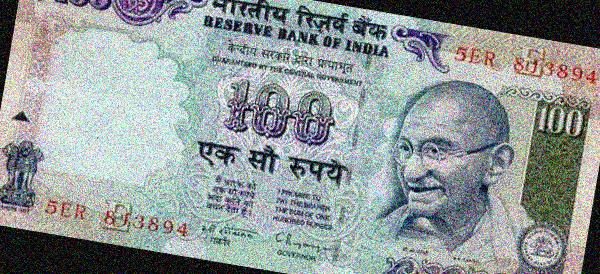 भारतीय रिज़र्व बैंक
RESERVE BANK OF INDIA
केन्द्रीय सरकार द्वारा प्रत्याभूत
GUARANTEED BY THE CENTRAL GOVERNMENT
5ER 813894
100
100
एक सौ रुपये
I PROMISE TO
PAY THE BEARER
THE SUM OF ONE
HUNDRED RUPEES
5ER 813894
GOVERNOR